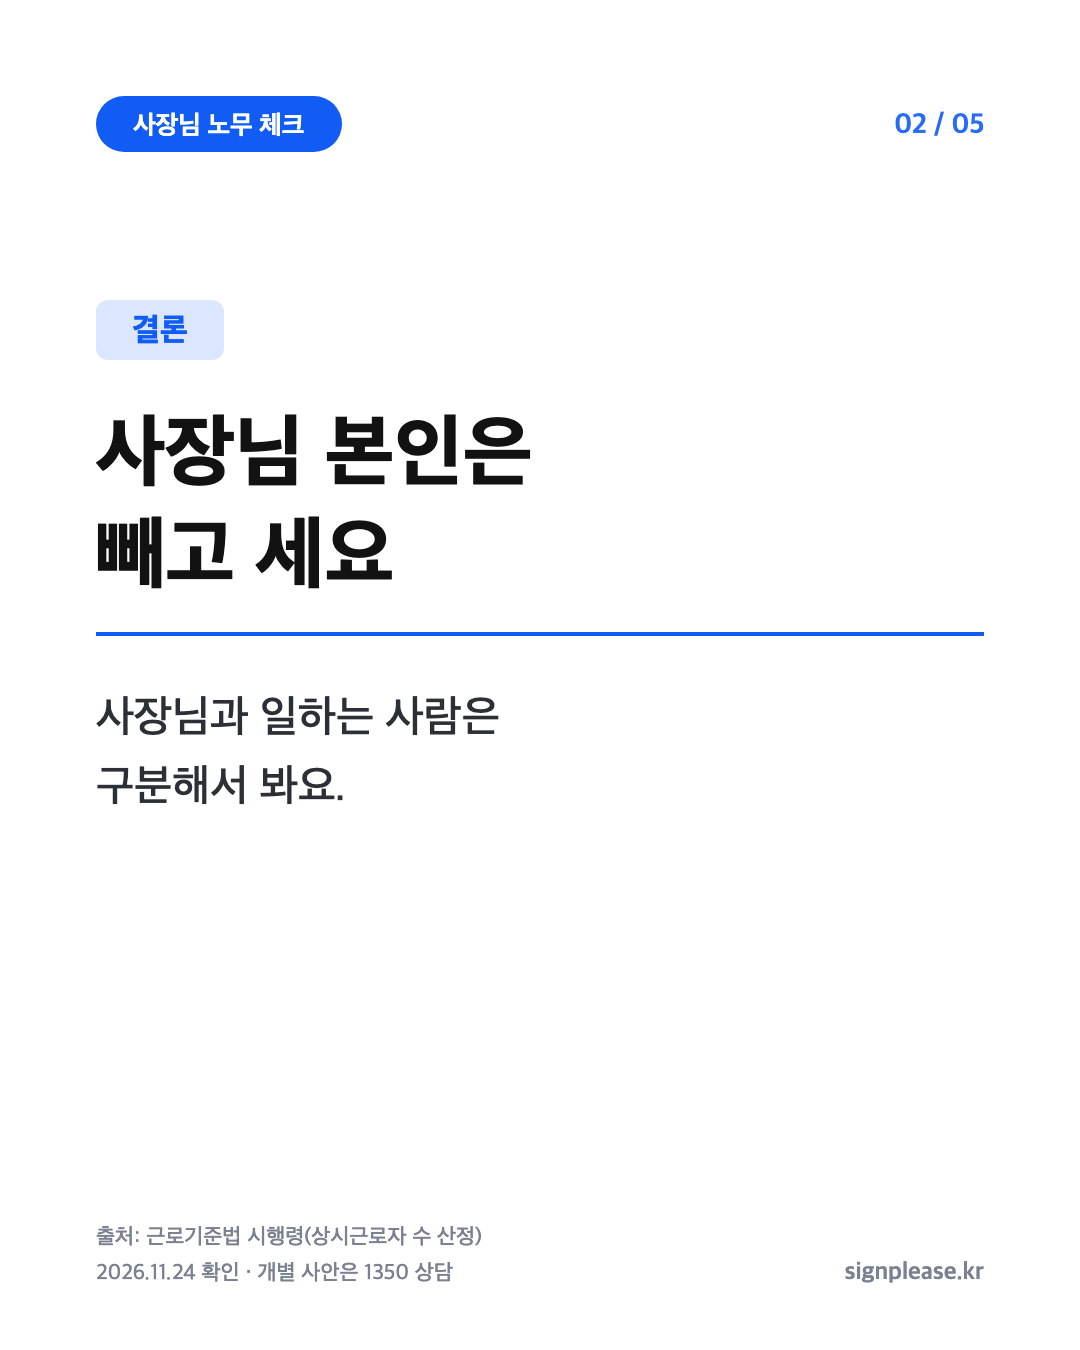 사장님 노무 체크
02 / 05
결론
사장님 본인은
빼고 세요
사장님과 일하는 사람은
구분해서 봐요.
출처: 근로기준법 시행령(상시근로자 수 산정)
2026.11.24 확인 · 개별 사안은 1350 상담
signplease.kr